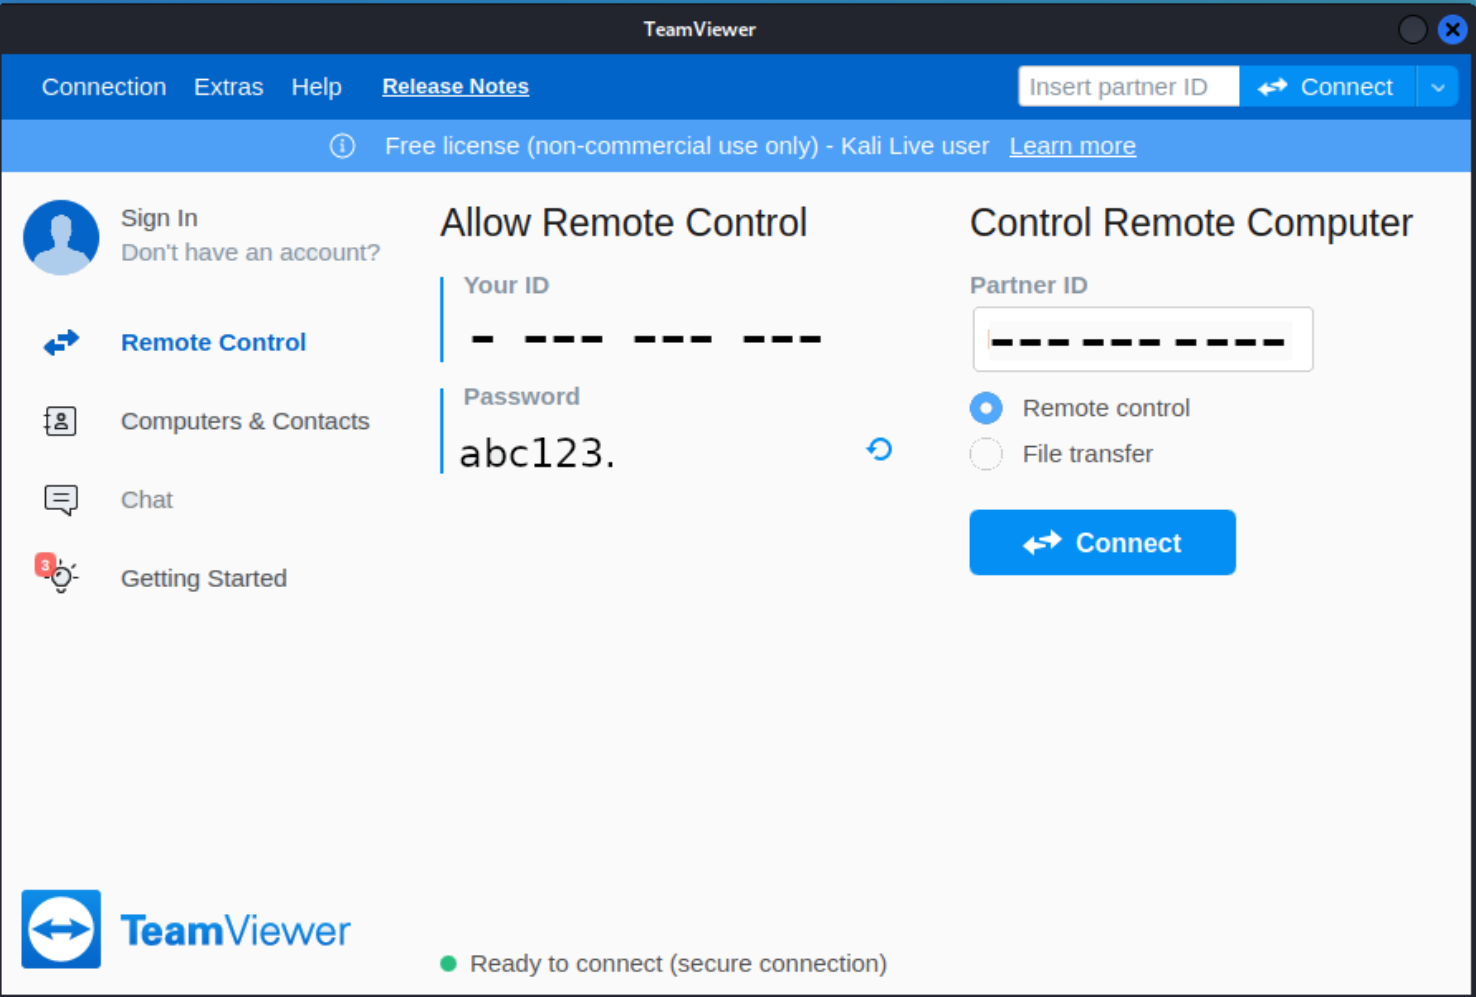 TeamViewer
Connection Extras Help Release Notes Insert partner ID Connect
Free license (non-commercial use only) - Kali Live user Learn more
Sign In
Don't have an account?
Remote Control
Computers & Contacts
Chat
3
Getting Started
Allow Remote Control
Your ID
- --- --- ---
Password
abc123.
Control Remote Computer
Partner ID
--- --- ----
Remote control
File transfer
Connect
TeamViewer
Ready to connect (secure connection)